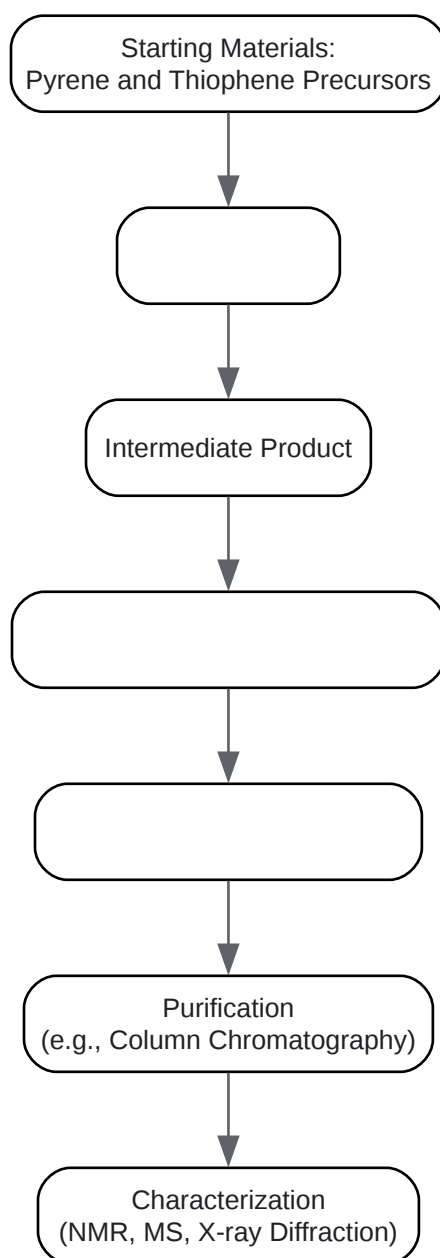 Starting Materials:
Pyrene and Thiophene Precursors
Intermediate Product
Purification
(e.g., Column Chromatography)
Characterization
(NMR, MS, X-ray Diffraction)